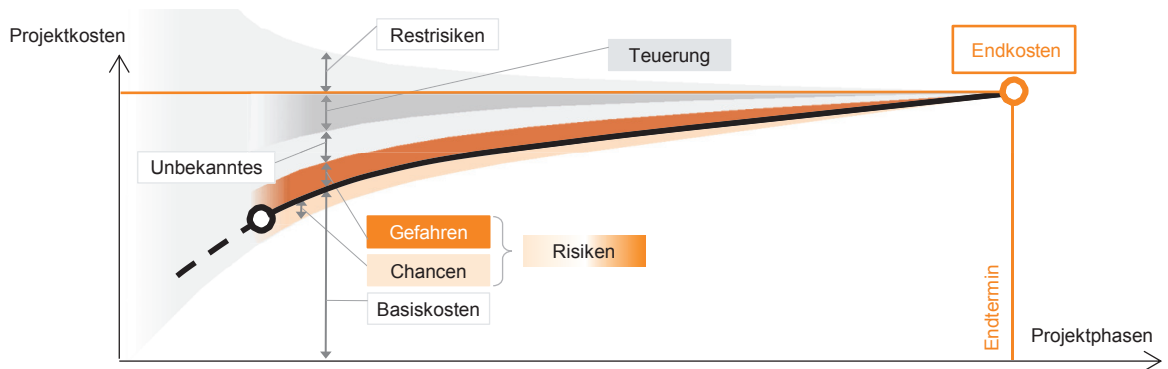 Projektkosten
Restrisiken
Teuerung
Endkosten
Unbekanntes
Gefahren
Chancen
Risiken
Basiskosten
Endtermin
Projektphasen